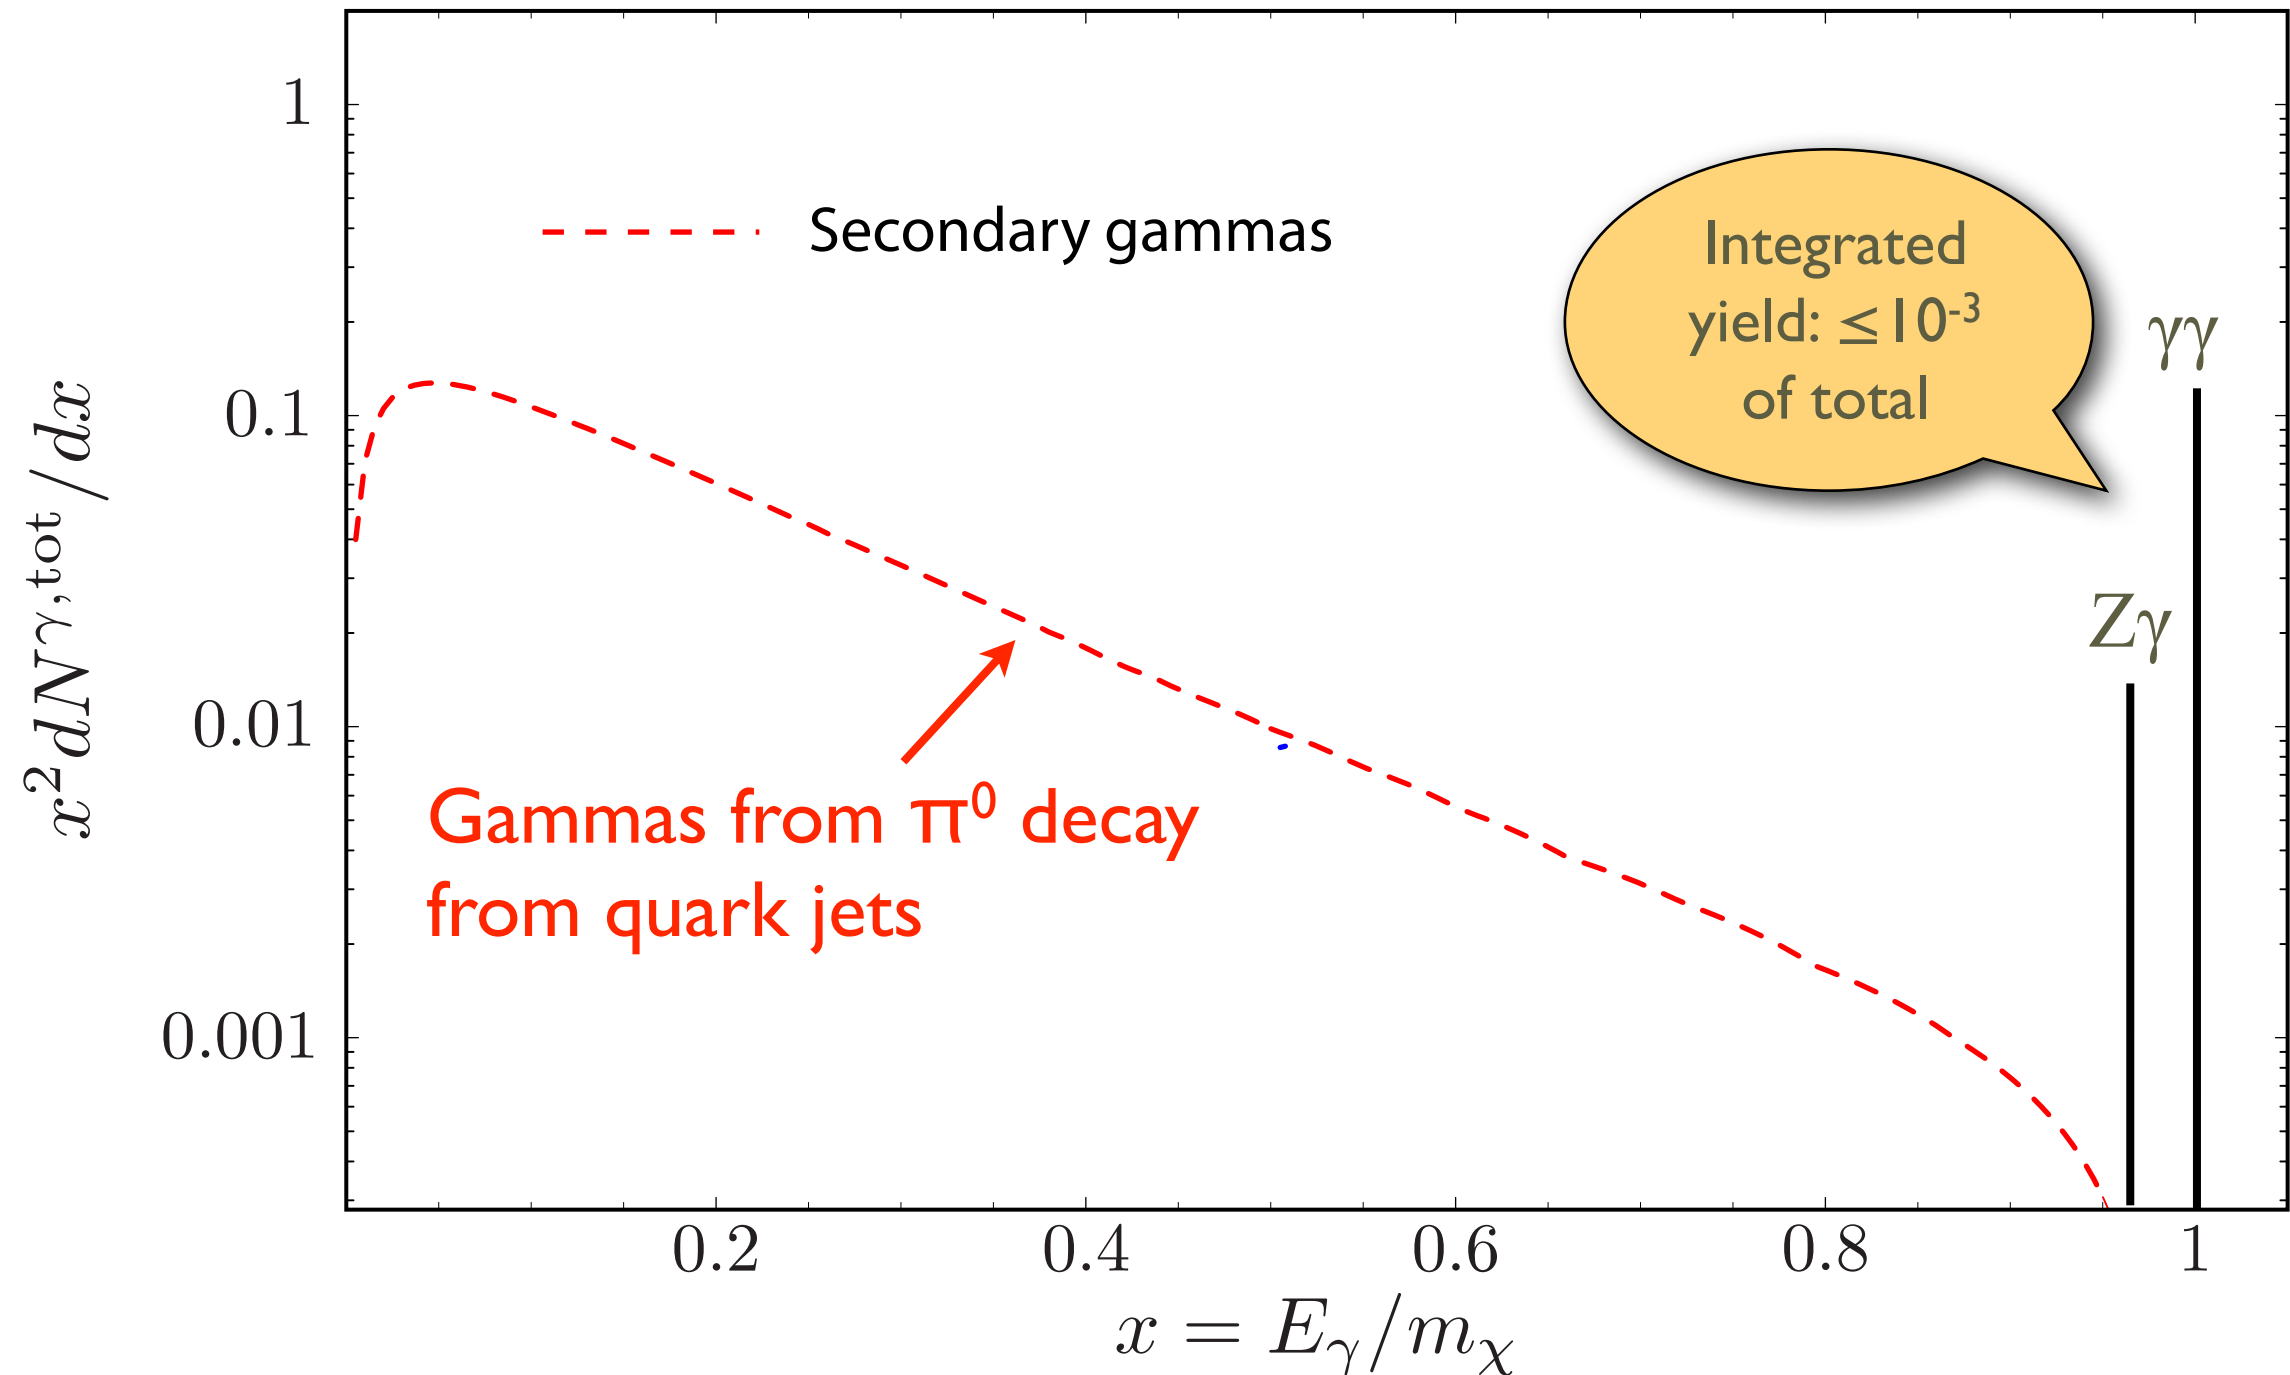 1
0.1
0.01
0.001
x²dNᵞ,ᵗᵒᵗ/dx
Secondary gammas
Integrated
yield: ≤10⁻³
of total
γγ
Zγ
Gammas from π⁰ decay
from quark jets
0.2 0.4 0.6 0.8 1
x = Eᵧ/mᵪ